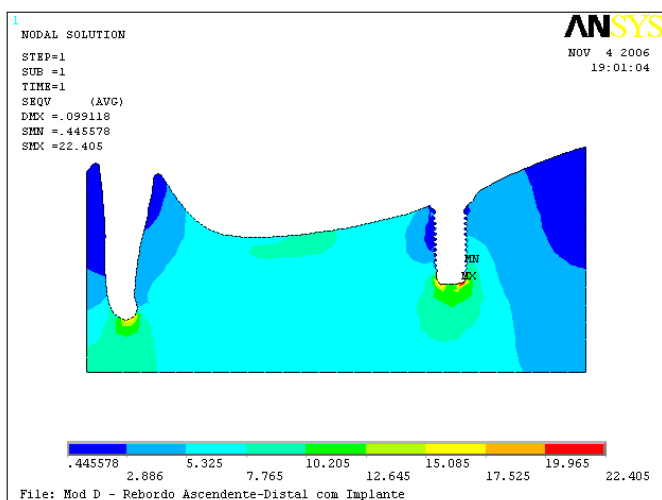 1
NODAL SOLUTION
STEP=1
SUB =1
TIME=1
SEQV (AVG)
DMX =.099118
SMN =.445578
SMX =22.405
ANSYS
NOV 4 2006
19:01:04
MN
MX
.445578 5.325 10.205 15.085 19.965
2.886 7.765 12.645 17.525 22.405
File: Mod D - Rebordo Ascendente-Distal com Implante